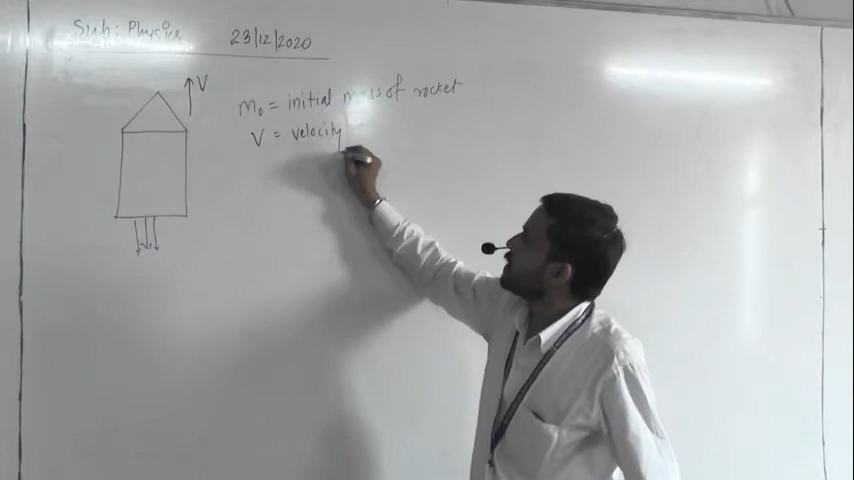 Sub: Physics 23/12/2020
V
m₀ = initial mass of rocket
V = velocity